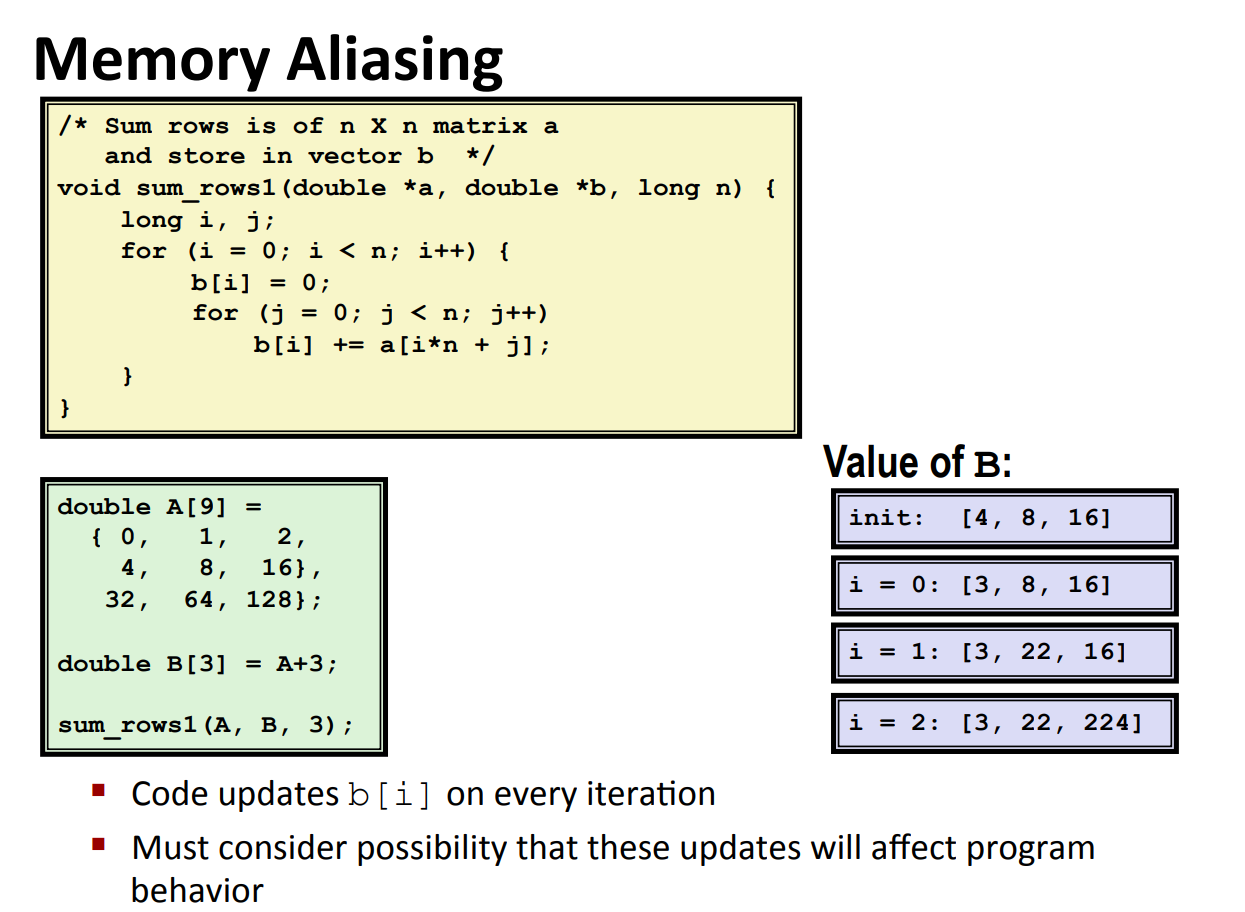 Memory Aliasing
/* Sum rows is of n X n matrix a
   and store in vector b  */
void sum_rows1(double *a, double *b, long n) {
    long i, j;
    for (i = 0; i < n; i++) {
        b[i] = 0;
        for (j = 0; j < n; j++)
            b[i] += a[i*n + j];
    }
}
double A[9] =
  { 0,   1,   2,
    4,   8,  16},
   32,  64, 128};
double B[3] = A+3;
sum_rows1(A, B, 3);
Value of B:
init:  [4, 8, 16]
i = 0: [3, 8, 16]
i = 1: [3, 22, 16]
i = 2: [3, 22, 224]
▪ Code updates b[i] on every iteration
▪ Must consider possibility that these updates will affect program
behavior